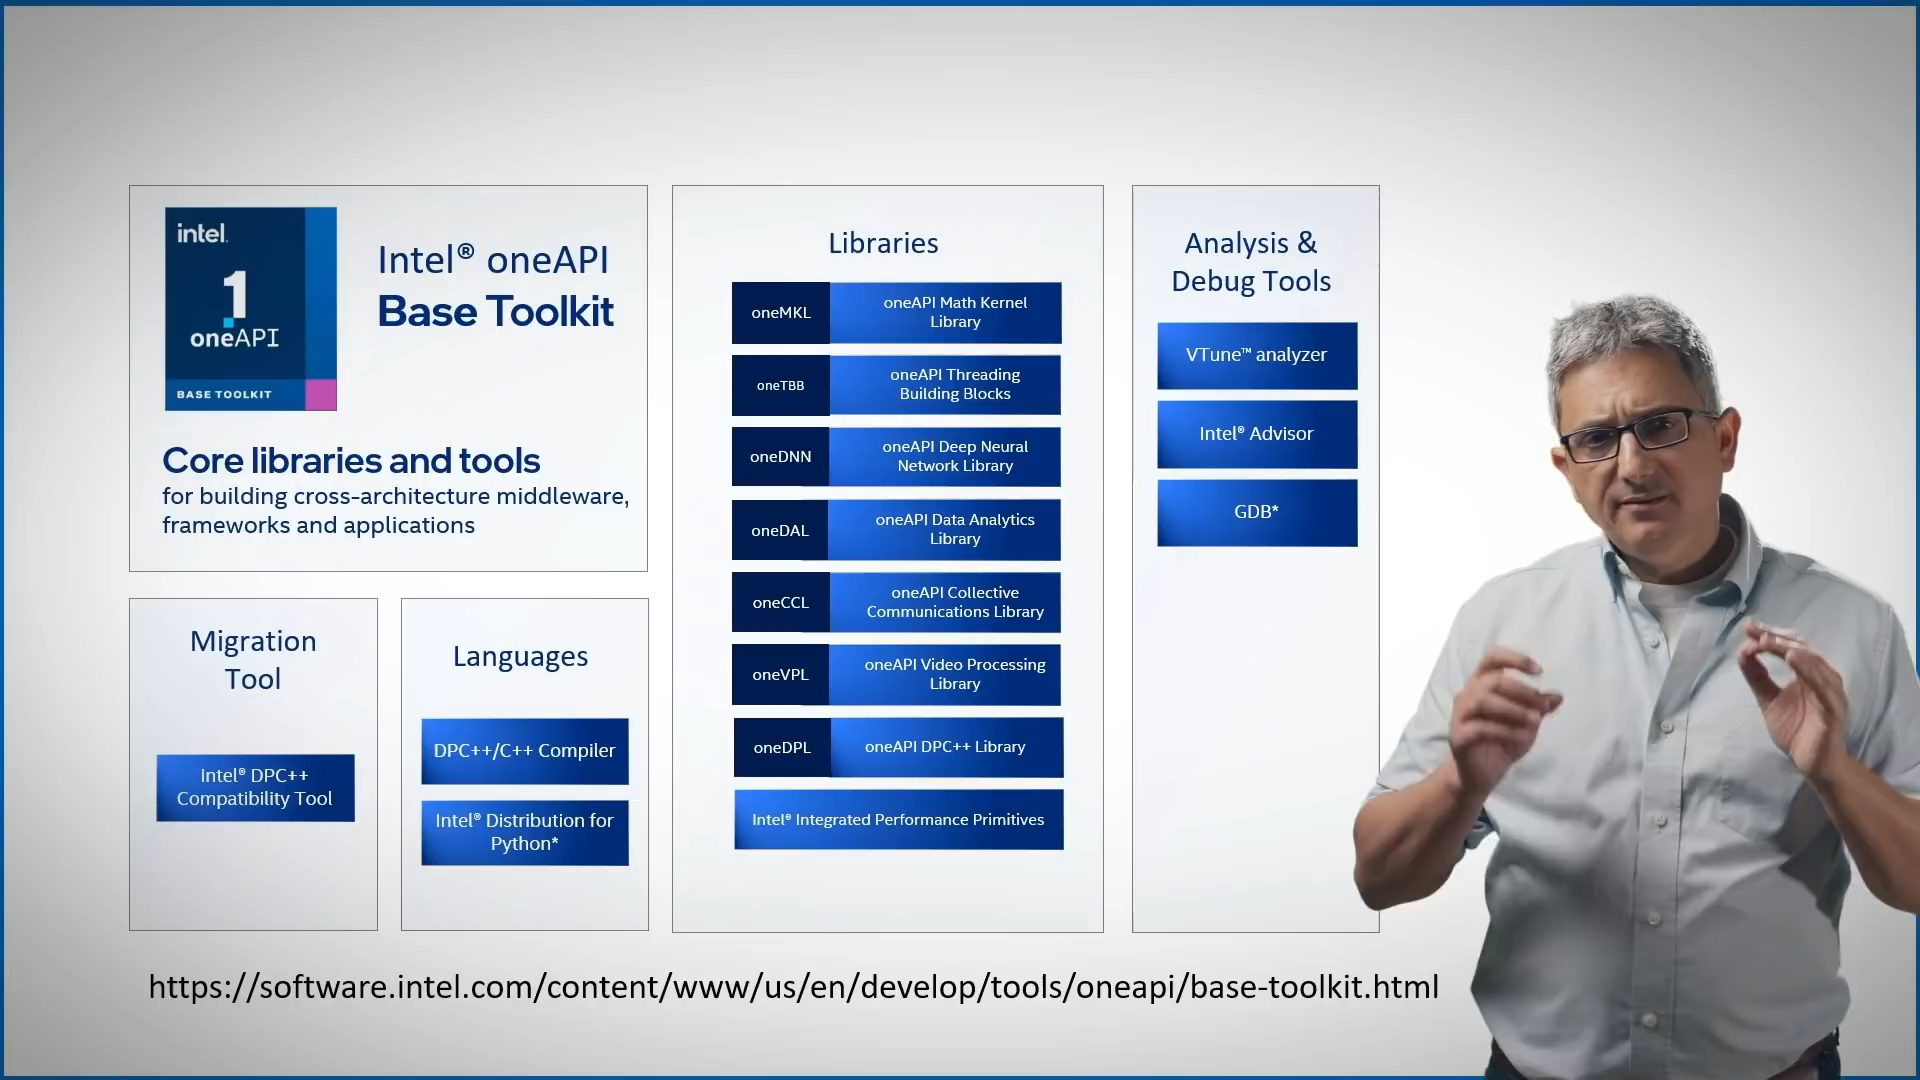 intel.
1
oneAPI
BASE TOOLKIT
Intel® oneAPI
Base Toolkit
Core libraries and tools
for building cross-architecture middleware,
frameworks and applications
Migration
Tool
Intel® DPC++
Compatibility Tool
Languages
DPC++/C++ Compiler
Intel® Distribution for
Python*
Libraries
oneMKL
oneAPI Math Kernel
Library
oneTBB
oneAPI Threading
Building Blocks
oneDNN
oneAPI Deep Neural
Network Library
oneDAL
oneAPI Data Analytics
Library
oneCCL
oneAPI Collective
Communications Library
oneVPL
oneAPI Video Processing
Library
oneDPL
oneAPI DPC++ Library
Intel® Integrated Performance Primitives
Analysis &
Debug Tools
VTune™ analyzer
Intel® Advisor
GDB*
https://software.intel.com/content/www/us/en/develop/tools/oneapi/base-toolkit.html